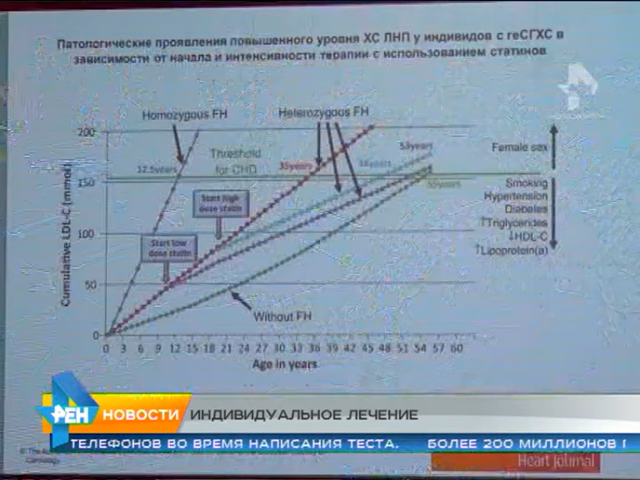 Патологические проявления повышенного уровня ХС ЛНП у индивидов с геСГХС в
зависимости от начала и интенсивности терапии с использованием статинов
РЕН
Homozygous FH
Heterozygous FH
200
150
100
50
0
Cumulative LDL-C (mmol)
12.5years
Threshold
for CHD
35years
53years
55years
Start high
dose statin
Start low
dose statin
Without FH
Female sex
Smoking
Hypertension
Diabetes
↑Triglycerides
↓HDL-C
↑Lipoprotein(a)
0 3 6 9 12 15 18 21 24 27 30 33 36 39 42 45 48 51 54 57 60
Age in years
РЕН НОВОСТИ ИНДИВИДУАЛЬНОЕ ЛЕЧЕНИЕ
ТЕЛЕФОНОВ ВО ВРЕМЯ НАПИСАНИЯ ТЕСТА. БОЛЕЕ 200 МИЛЛИОНОВ
Heart Journal